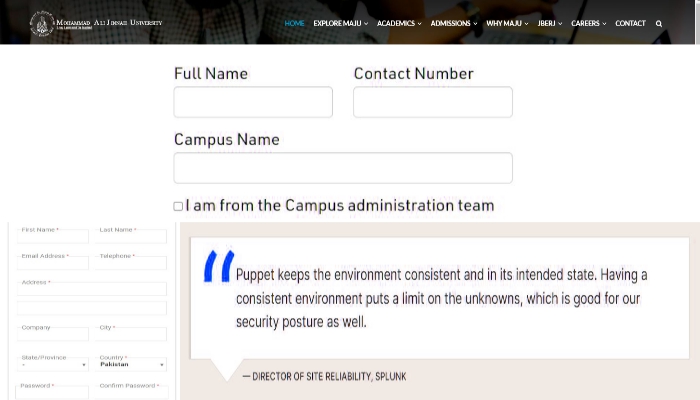 Mohammad Ali Jinnah University
HOME EXPLORE MAJU ACADEMICS ADMISSIONS WHY MAJU JBERJ CAREERS CONTACT
Full Name Contact Number
Campus Name
I am from the Campus administration team
First Name * Last Name *
Email Address * Telephone *
Address *
Company City *
State/Province Country *
- Pakistan
Password * Confirm Password *
“ Puppet keeps the environment consistent and in its intended state. Having a
consistent environment puts a limit on the unknowns, which is good for our
security posture as well.
— DIRECTOR OF SITE RELIABILITY, SPLUNK